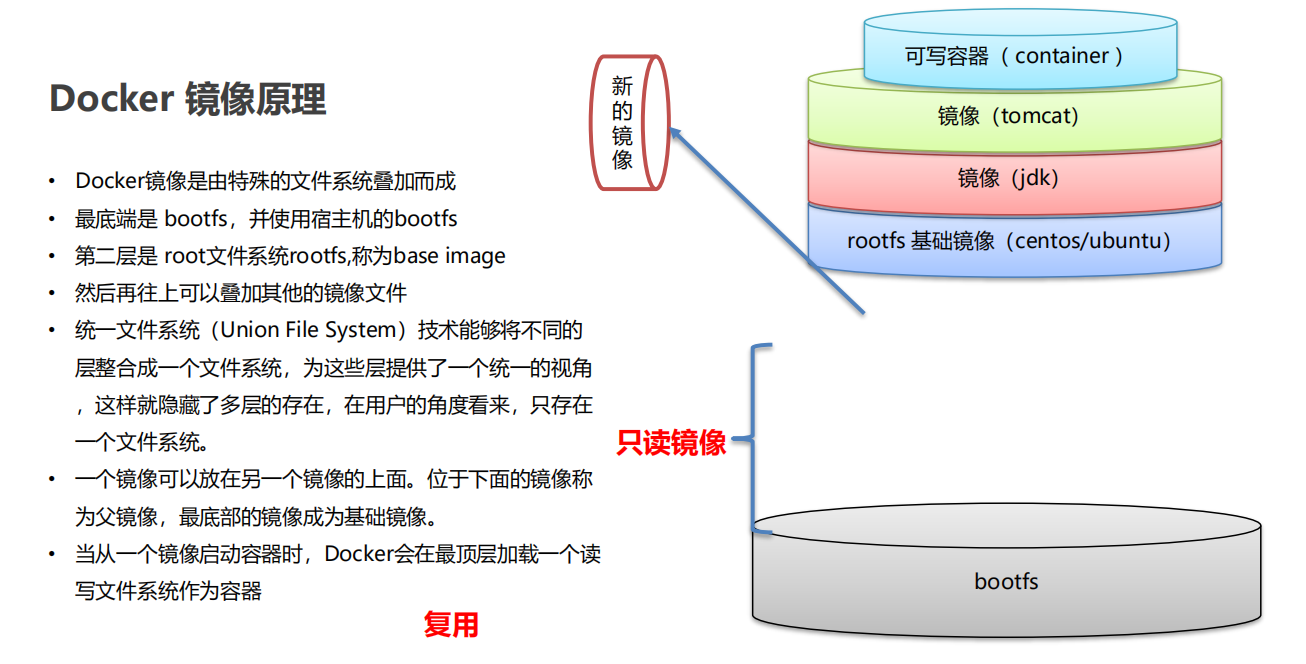 Docker 镜像原理
• Docker镜像是由特殊的文件系统叠加而成
• 最底端是 bootfs，并使用宿主机的bootfs
• 第二层是 root文件系统rootfs,称为base image
• 然后再往上可以叠加其他的镜像文件
• 统一文件系统（Union File System）技术能够将不同的
层整合成一个文件系统，为这些层提供了一个统一的视角
，这样就隐藏了多层的存在，在用户的角度看来，只存在
一个文件系统。
• 一个镜像可以放在另一个镜像的上面。位于下面的镜像称
为父镜像，最底部的镜像成为基础镜像。
• 当从一个镜像启动容器时，Docker会在最顶层加载一个读
写文件系统作为容器
复用
新的镜像
可写容器（ container ）
镜像（tomcat）
镜像（jdk）
rootfs 基础镜像（centos/ubuntu）
只读镜像
bootfs